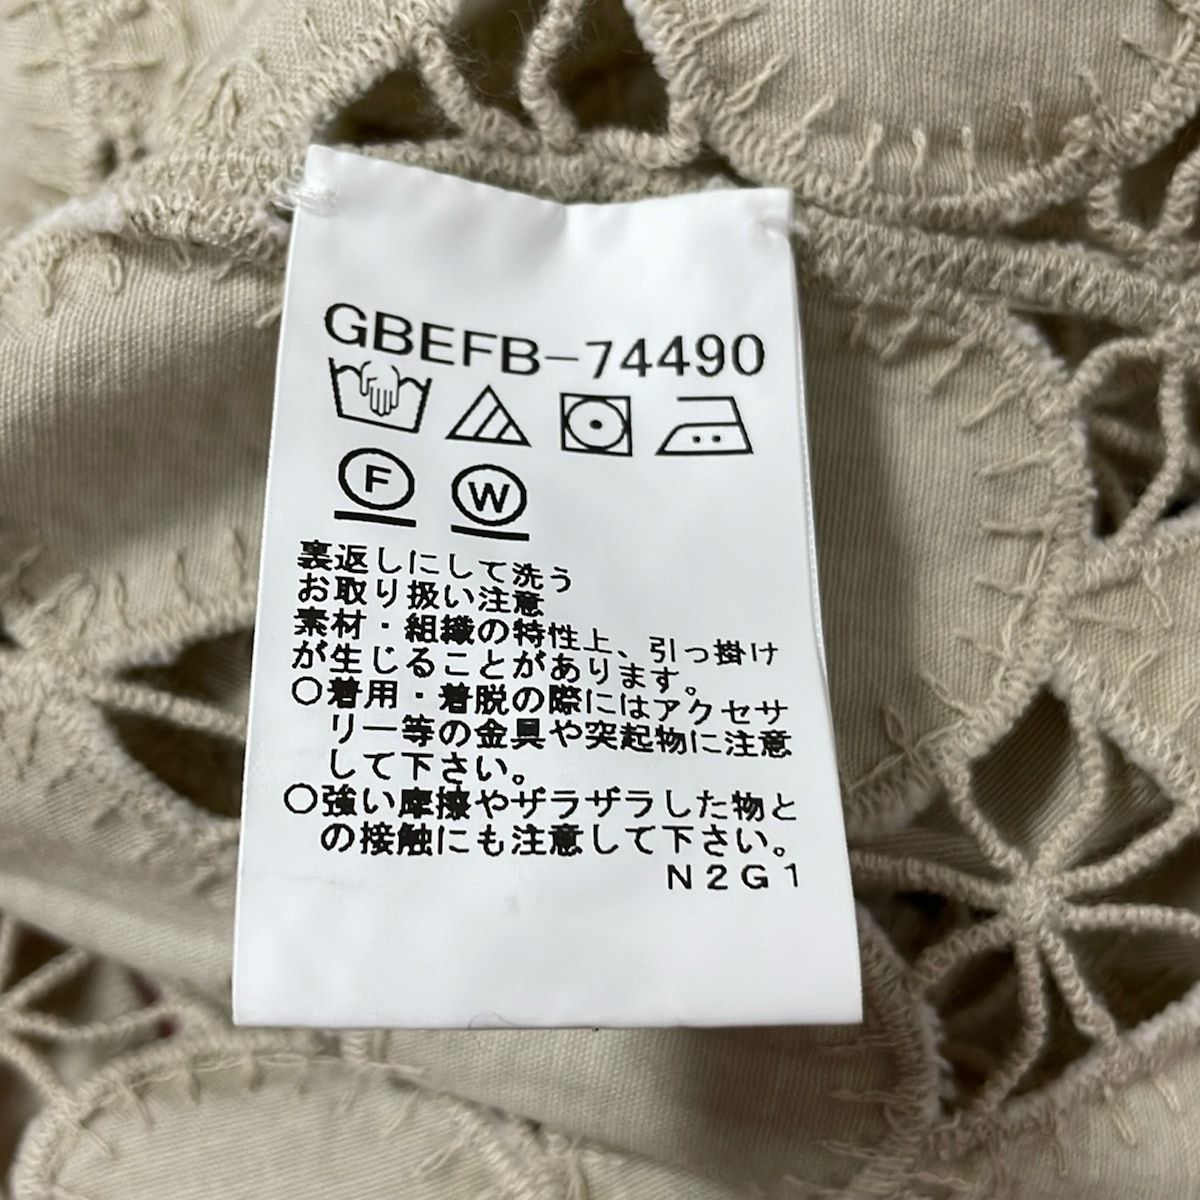 GBEFB-74490
F W
裏返しにして洗う
お取り扱い注意
素材・組織の特性上、引っ掛け
が生じることがあります。
○着用・着脱の際にはアクセサ
リー等の金具や突起物に注意
して下さい。
○強い摩擦やザラザラした物と
の接触にも注意して下さい。
N2G1